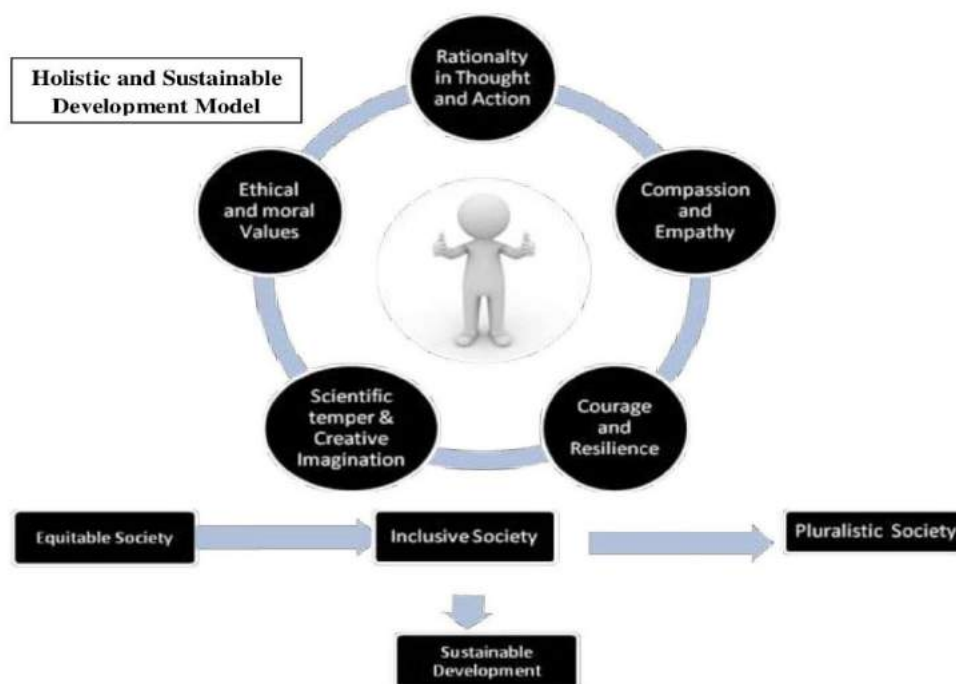 Holistic and Sustainable
Development Model
Rationalty
in Thought
and Action
Compassion
and
Empathy
Courage
and
Resilience
Scientific
temper &
Creative
Imagination
Ethical
and moral
Values
Equitable Society
Inclusive Society
Pluralistic Society
Sustainable
Development